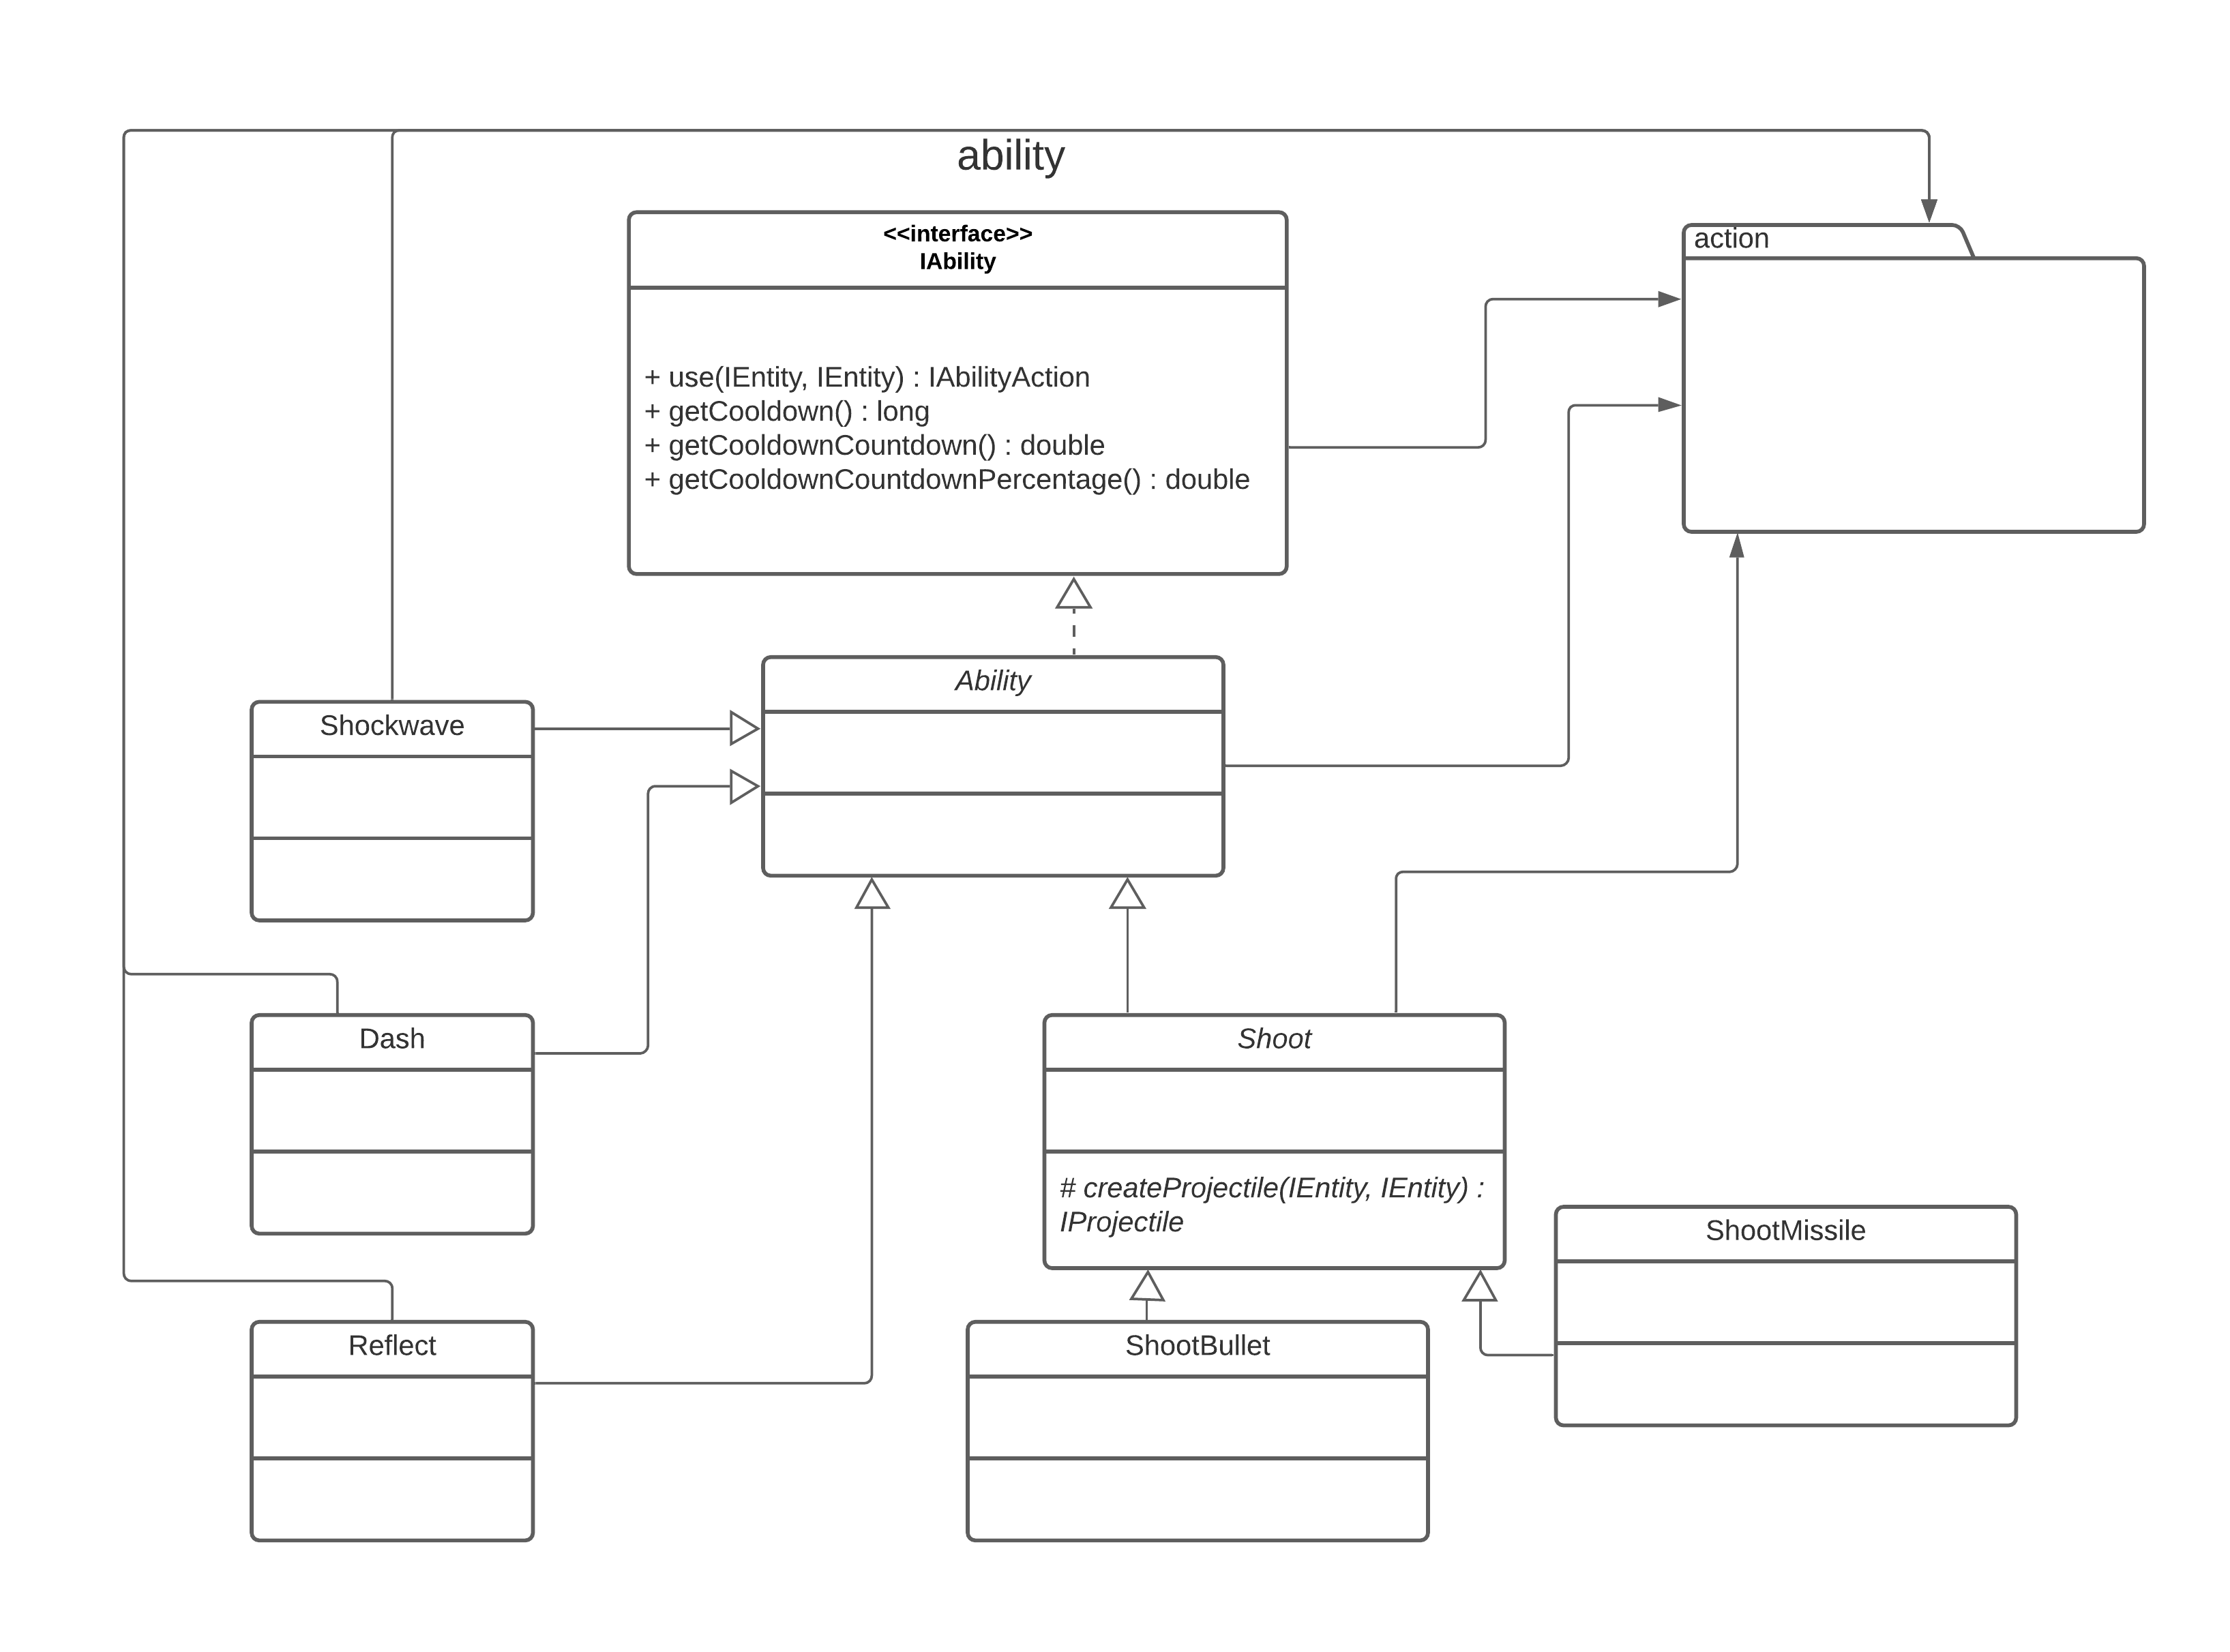 ability
<<interface>>
IAbility
action
+ use(IEntity, IEntity) : IAbilityAction
+ getCooldown() : long
+ getCooldownCountdown() : double
+ getCooldownCountdownPercentage() : double
Ability
Shockwave
Dash
Shoot
# createProjectile(IEntity, IEntity) :
IProjectile
ShootMissile
Reflect
ShootBullet